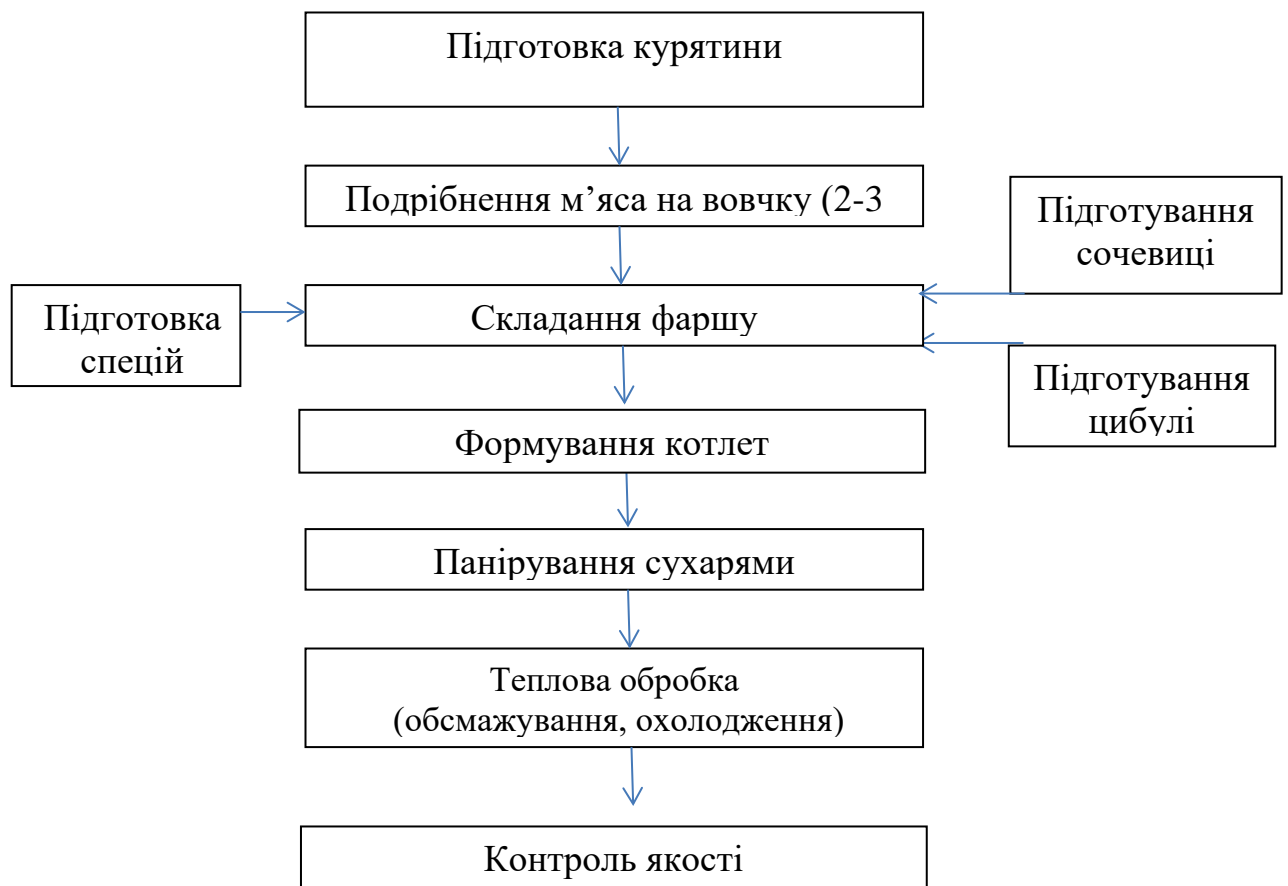 Підготовка курятини
Подрібнення м’яса на вовчку (2-3
Підготування
сочевиці
Підготовка
спецій
Складання фаршу
Підготування
цибулі
Формування котлет
Панірування сухарями
Теплова обробка
(обсмажування, охолодження)
Контроль якості